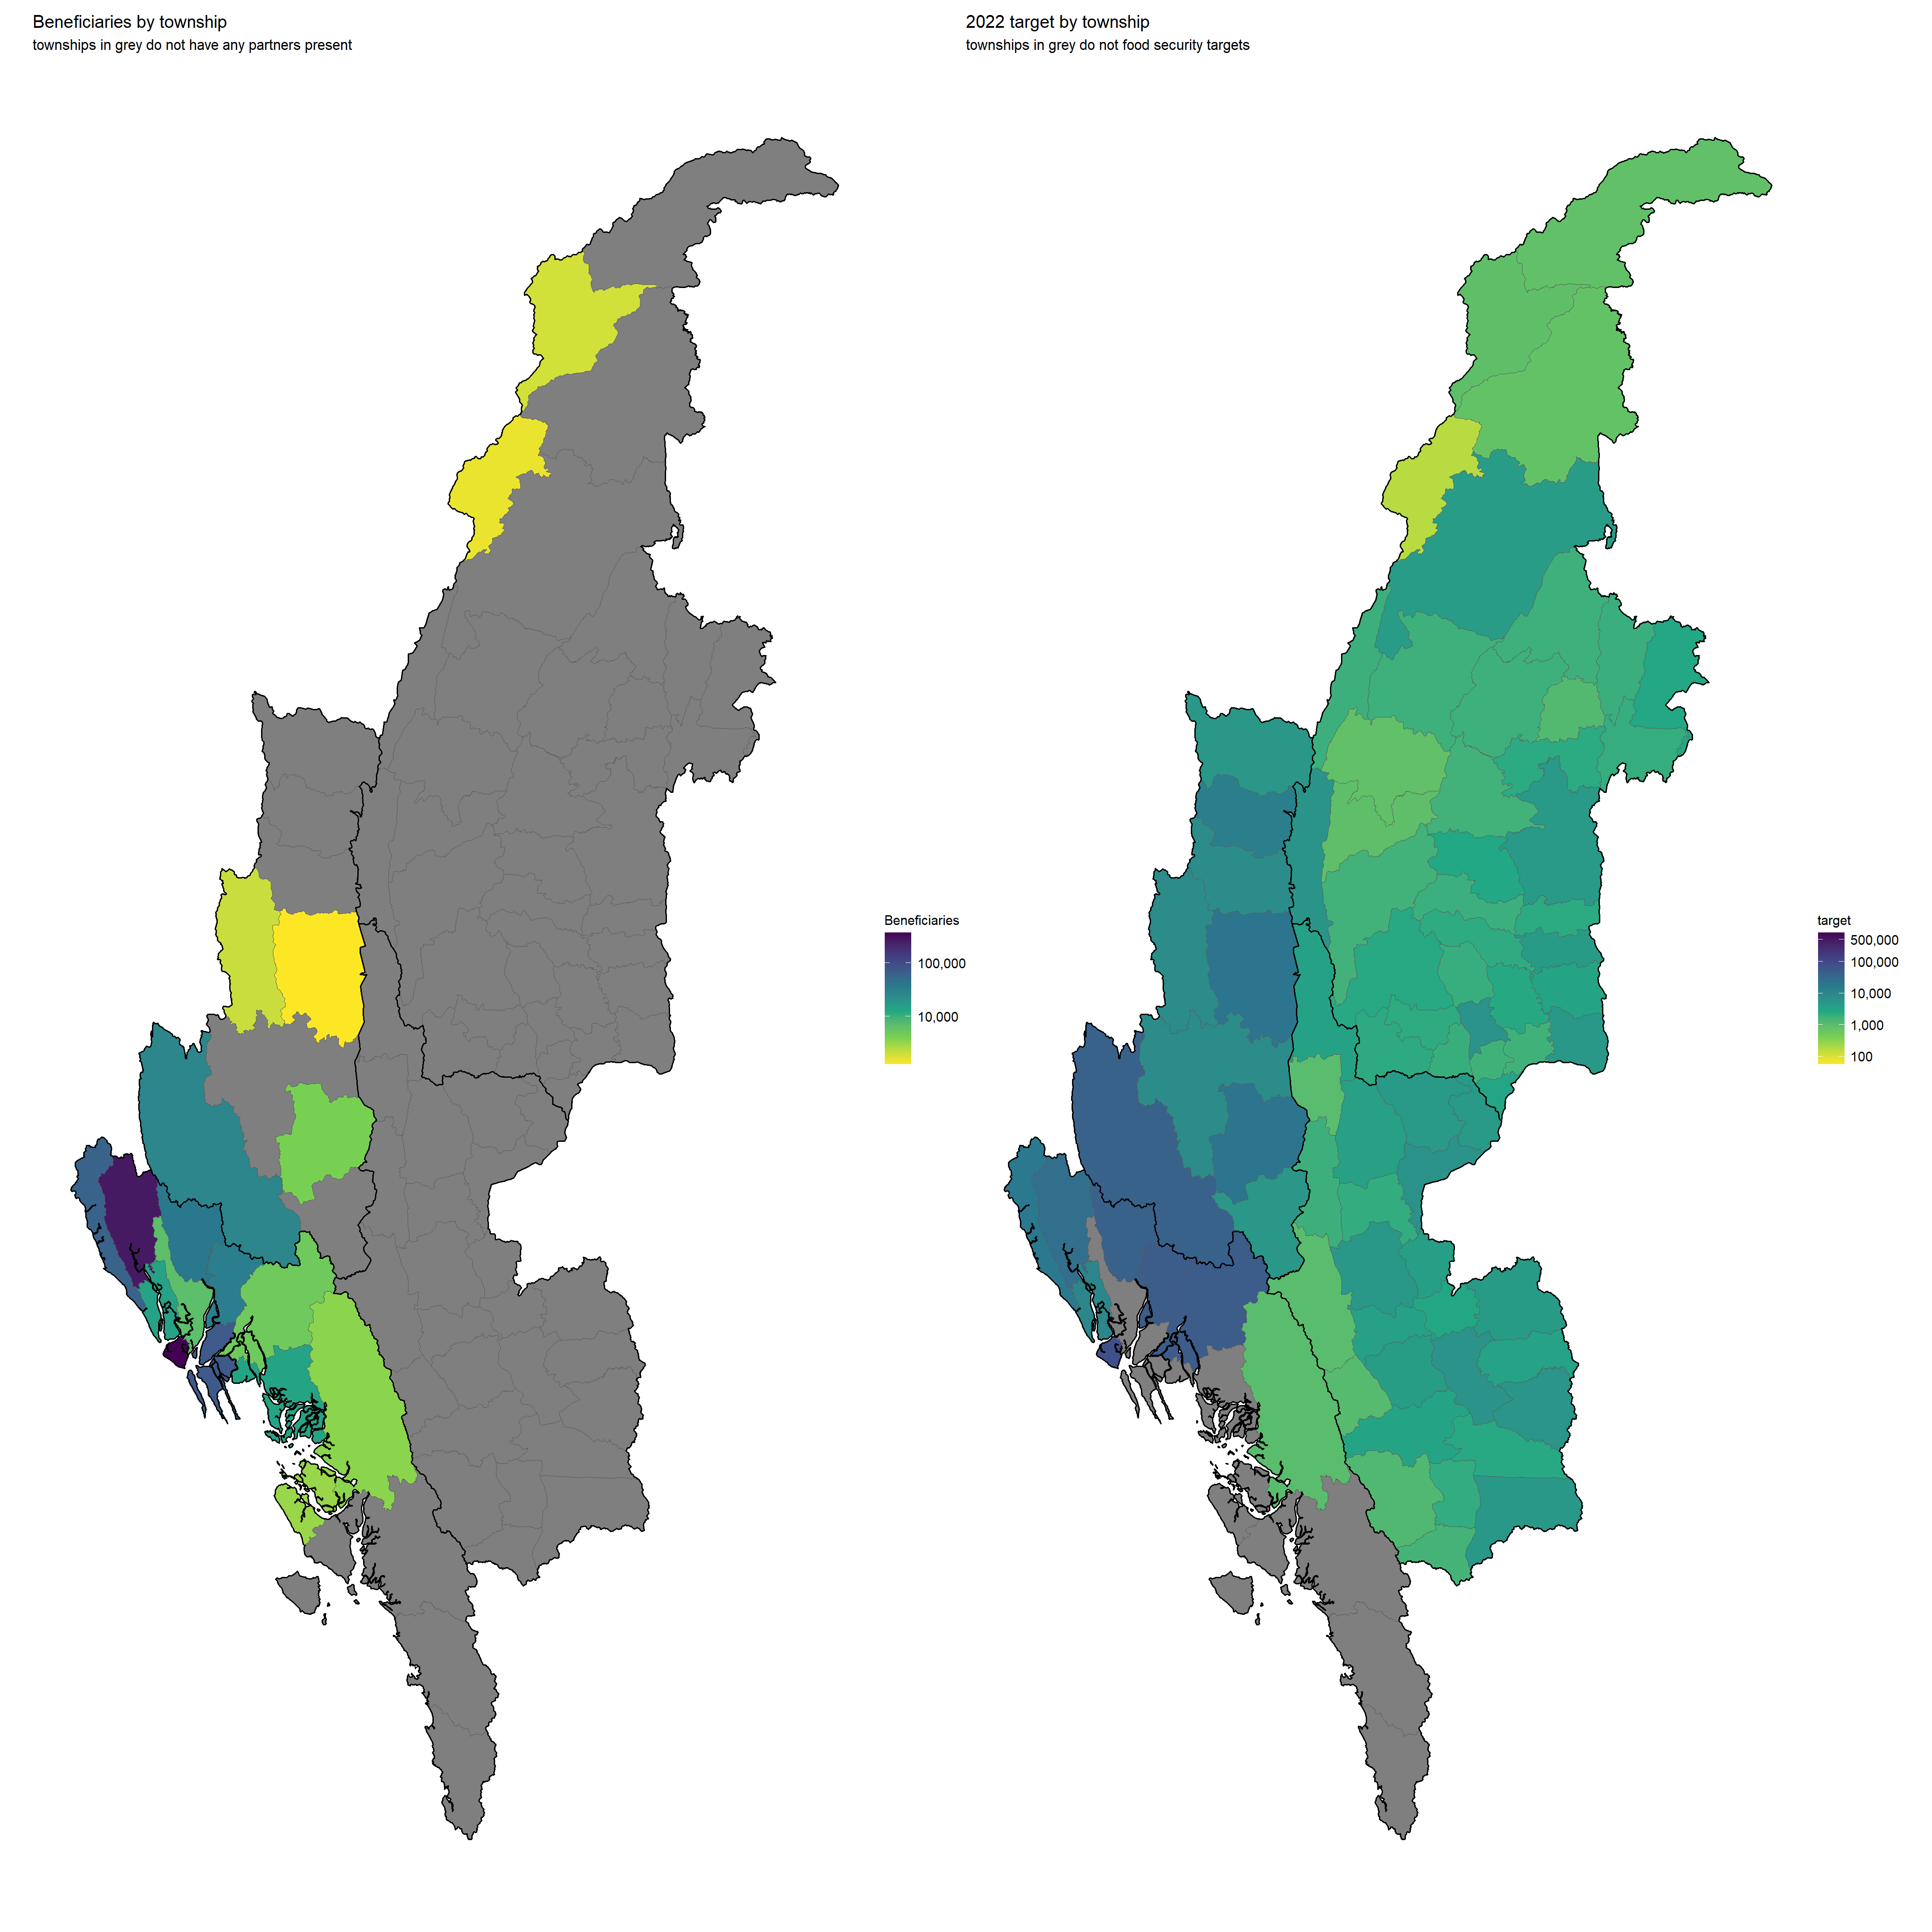 Beneficiaries by township
townships in grey do not have any partners present
2022 target by township
townships in grey do not food security targets
Beneficiaries
100,000
10,000
target
500,000
100,000
10,000
1,000
100